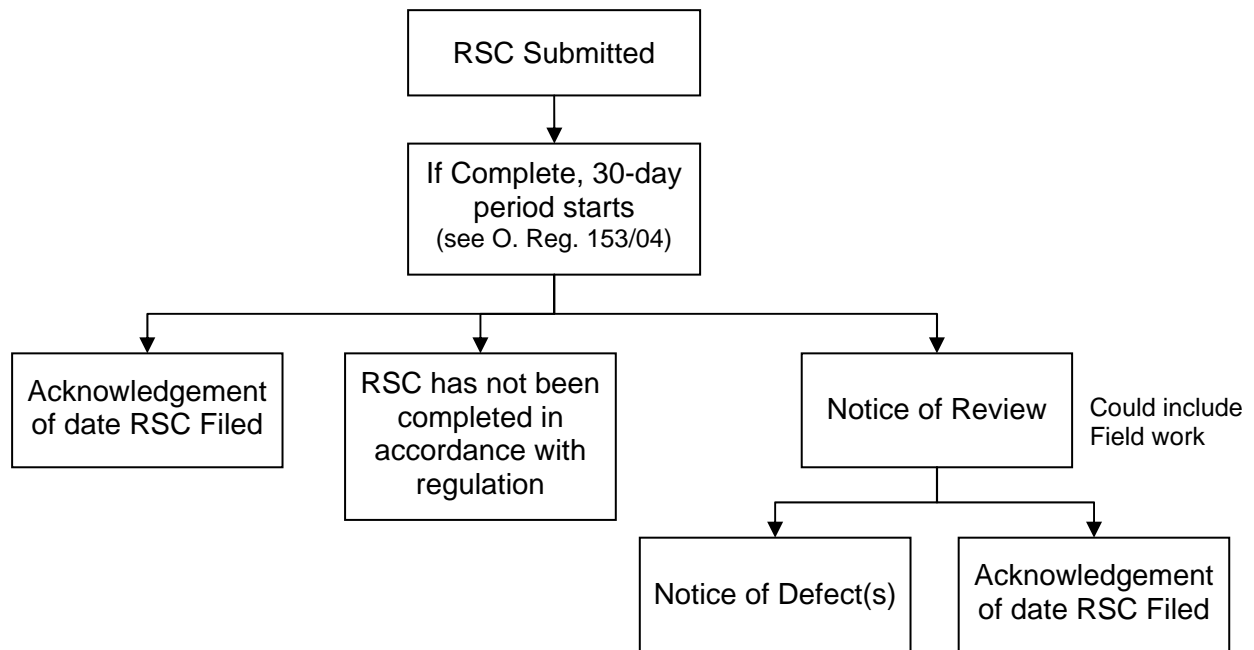 RSC Submitted
If Complete, 30-day
period starts
(see O. Reg. 153/04)
Acknowledgement
of date RSC Filed
RSC has not been
completed in
accordance with
regulation
Notice of Review
Could include
Field work
Notice of Defect(s)
Acknowledgement
of date RSC Filed